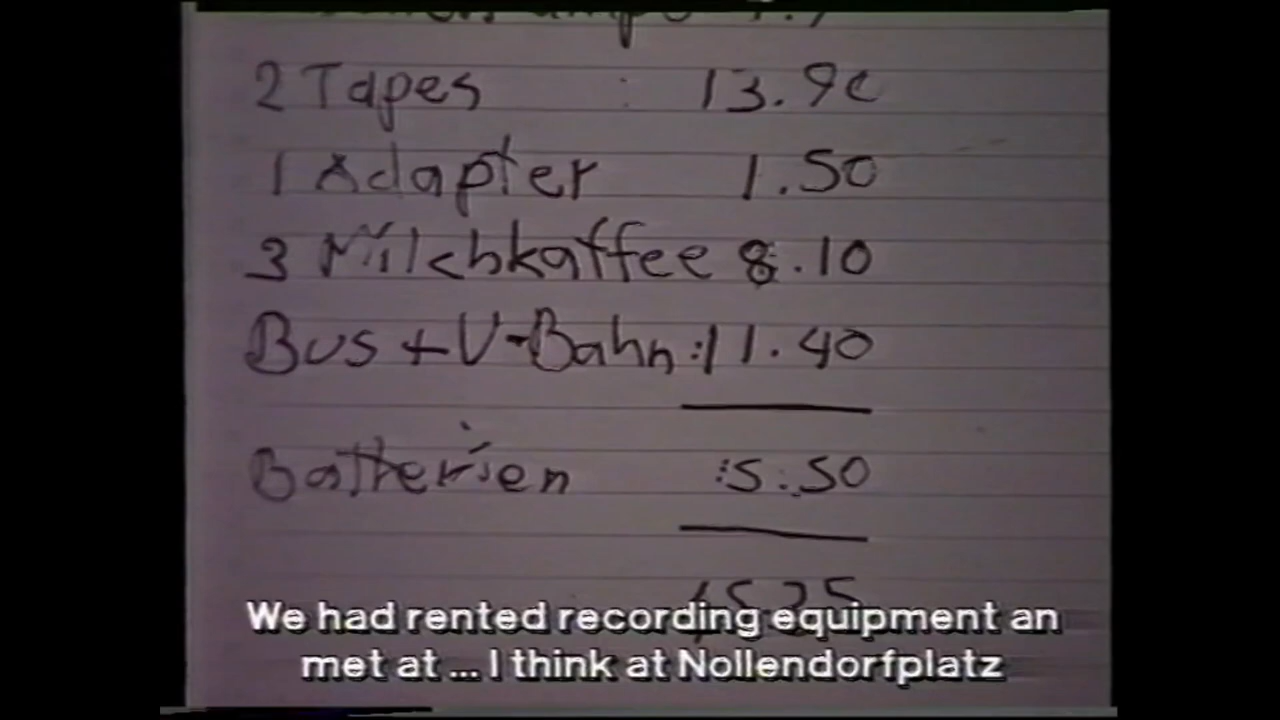 2 Tapes : 13.90
1 Adapter 1.50
3 Milchkaffee 8.10
Bus + U-Bahn: 11.40
Batterien : 5.50
We had rented recording equipment an
met at ... I think at Nollendorfplatz